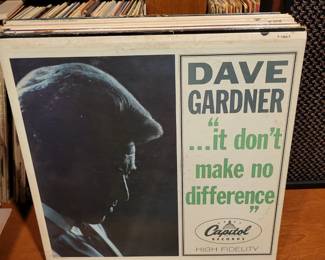 DAVE
GARDNER
"...it don't
make no
difference"
Capitol
RECORDS
HIGH FIDELITY